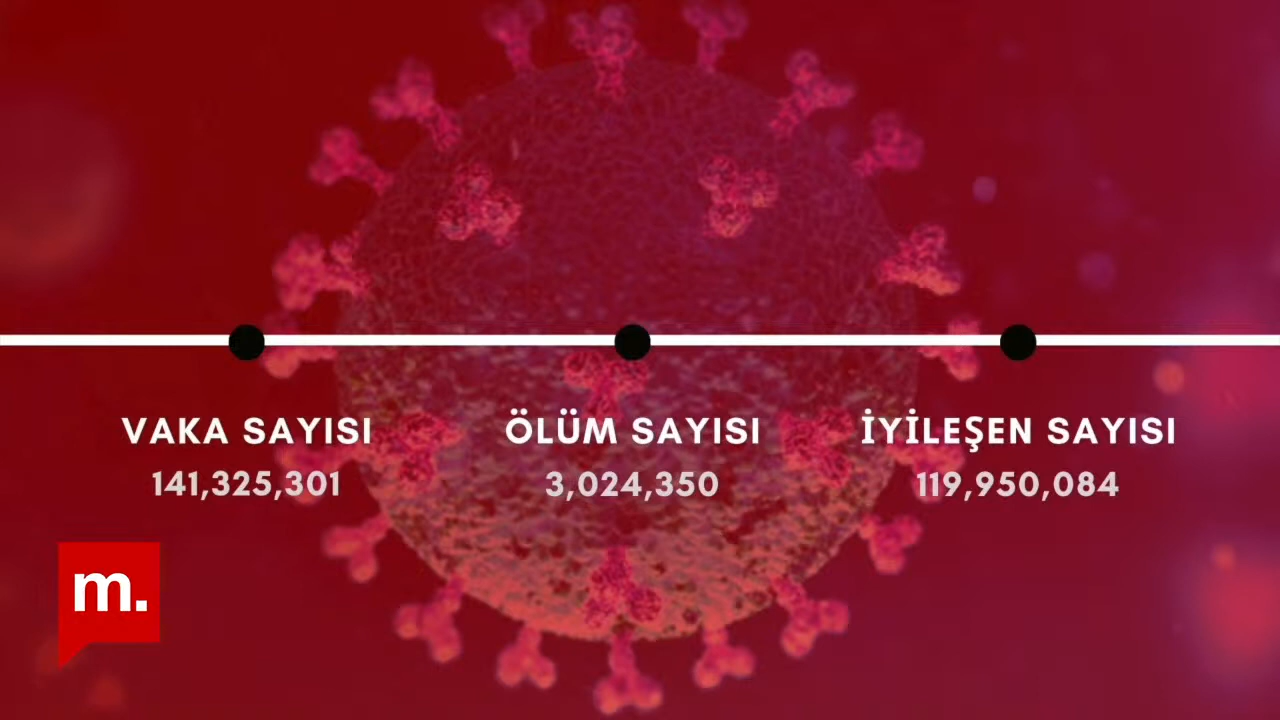 VAKA SAYISI
141,325,301
ÖLÜM SAYISI
3,024,350
İYİLEŞEN SAYISI
119,950,084
m.